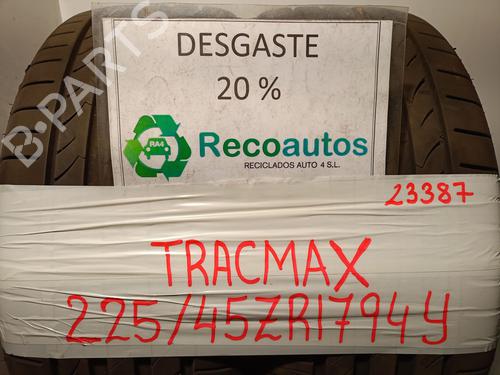 DESGASTE
20 %
RA4
Recoautos
RECICLADOS AUTO 4 S.L.
B-PARTS
23387
TRACMAX
225/45ZR1794Y